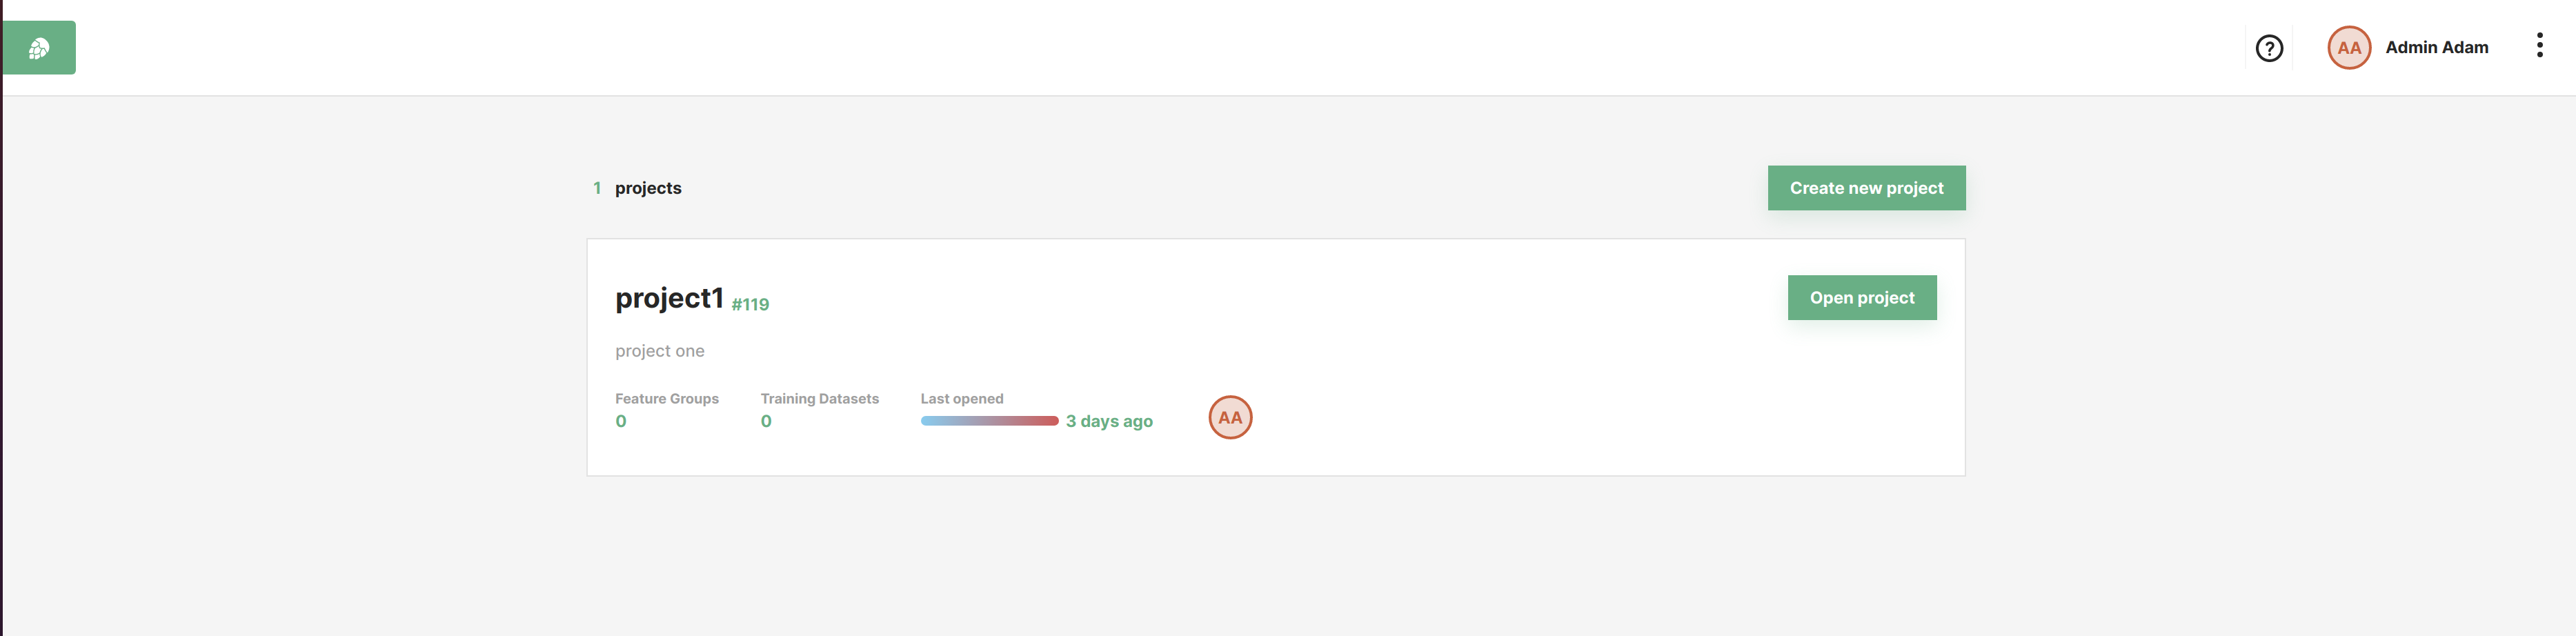 ? AA Admin Adam
1 projects Create new project
project1 #119 Open project
project one
Feature Groups Training Datasets Last opened
0 0 3 days ago AA